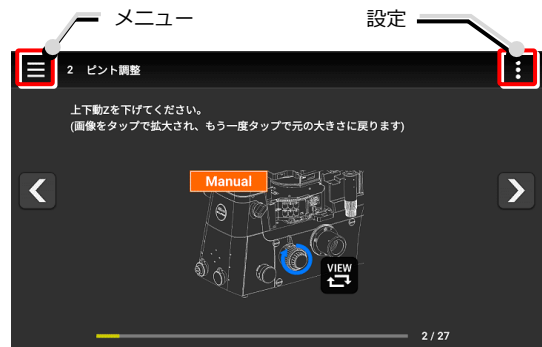 メニュー
設定
2 ピント調整
上下動Zを下げてください。
(画像をタップで拡大され、もう一度タップで元の大きさに戻ります)
Manual
VIEW
2 / 27